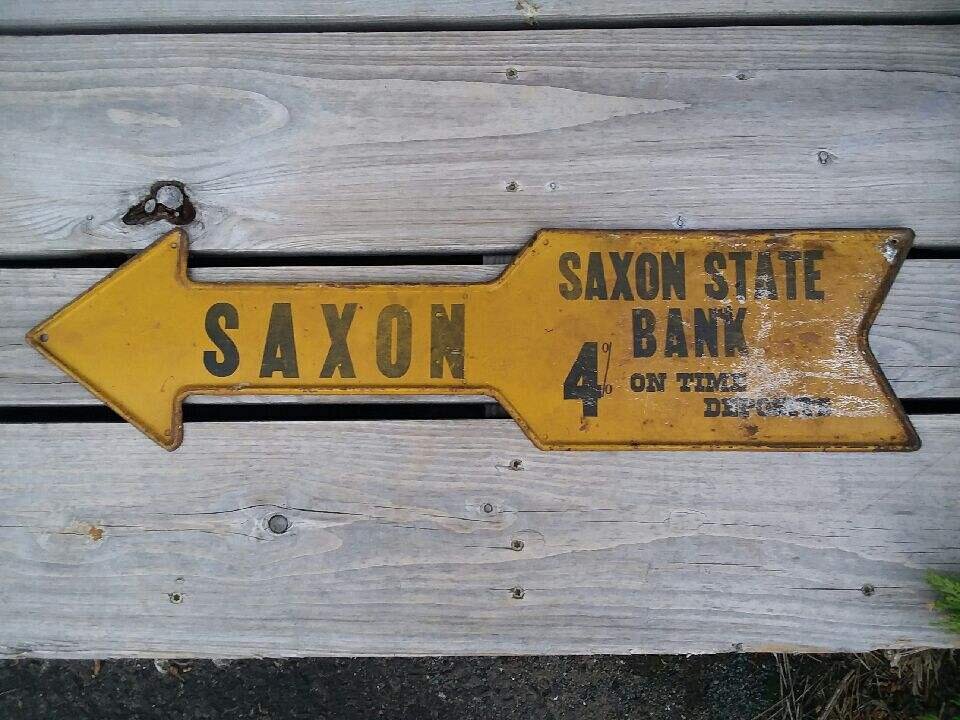 SAXON
SAXON STATE
BANK
4% ON TIME
DEPOSITS